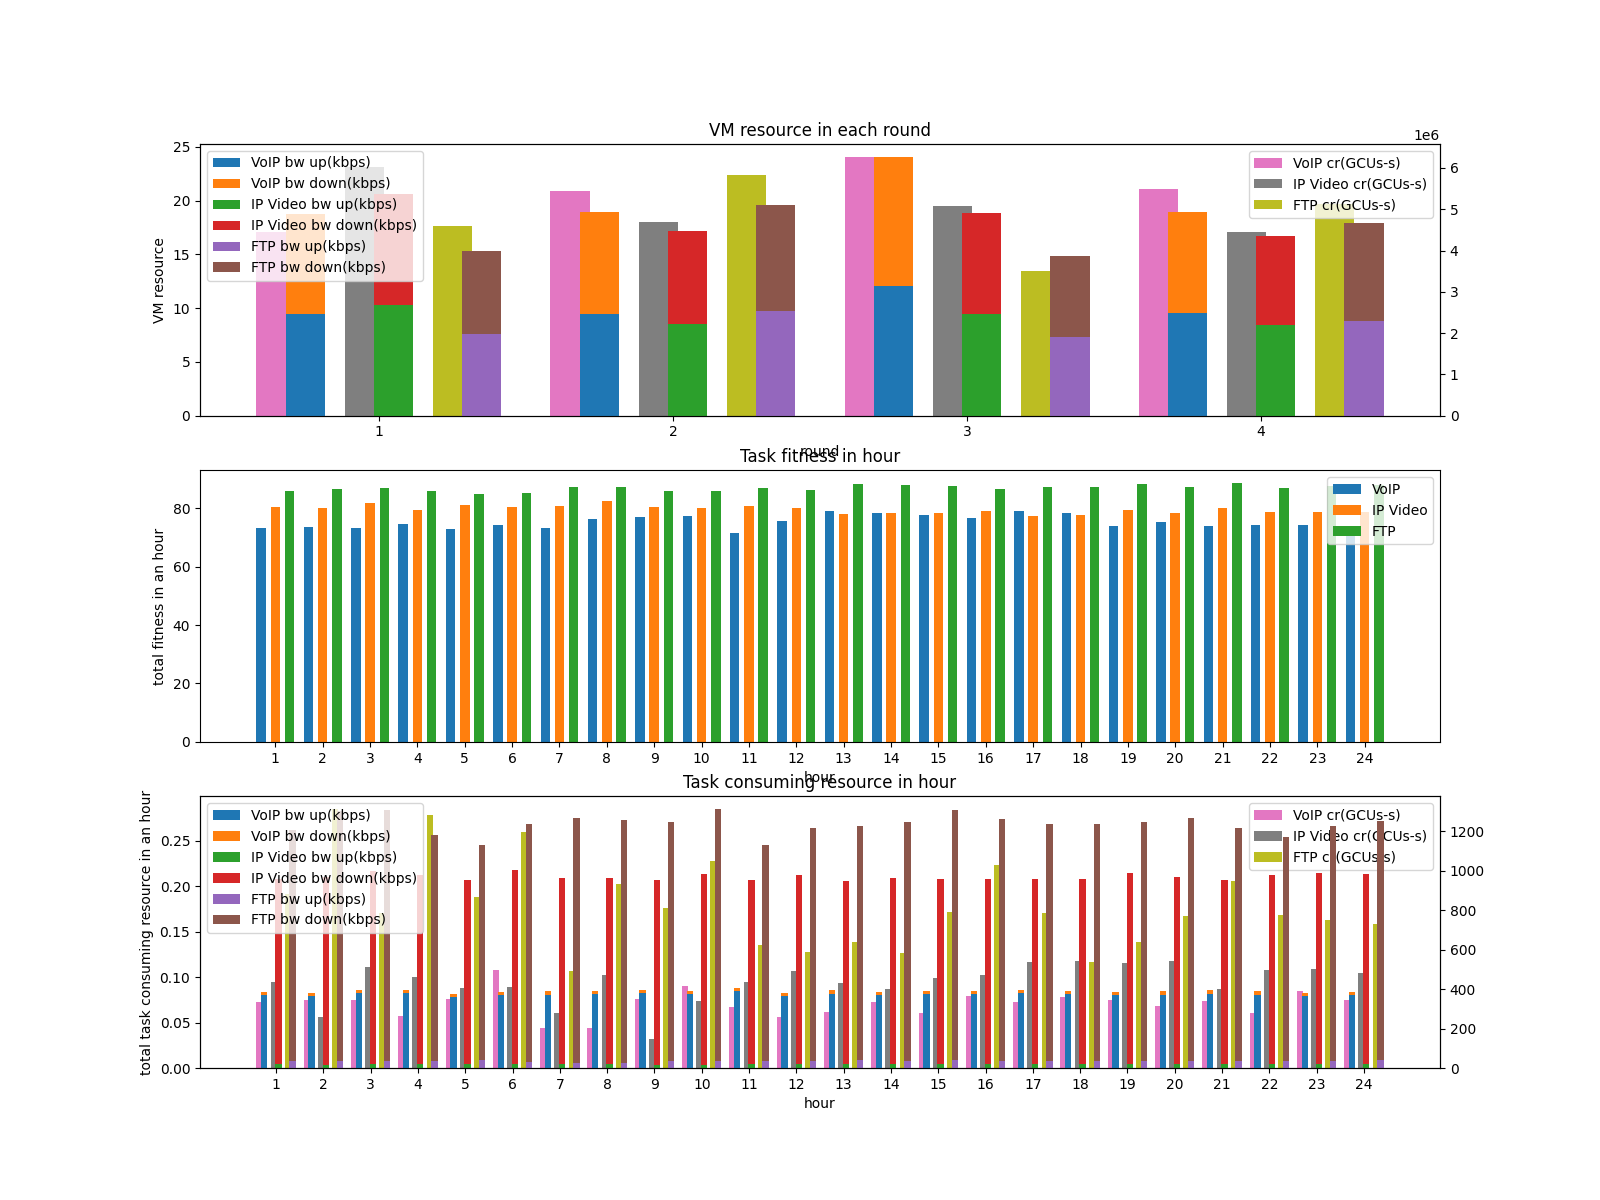 VM resource in each round
1e6
25
20
15
10
5
0
VM resource
VoIP bw up(kbps)
VoIP bw down(kbps)
IP Video bw up(kbps)
IP Video bw down(kbps)
FTP bw up(kbps)
FTP bw down(kbps)
VoIP cr(GCUs-s)
IP Video cr(GCUs-s)
FTP cr(GCUs-s)
6
5
4
3
2
1
0
1 2 3 4
round
Task fitness in hour
80
60
40
20
0
total fitness in an hour
VoIP
IP Video
FTP
1 2 3 4 5 6 7 8 9 10 11 12 13 14 15 16 17 18 19 20 21 22 23 24
hour
Task consuming resource in hour
0.25
0.20
0.15
0.10
0.05
0.00
total task consuming resource in an hour
VoIP bw up(kbps)
VoIP bw down(kbps)
IP Video bw up(kbps)
IP Video bw down(kbps)
FTP bw up(kbps)
FTP bw down(kbps)
VoIP cr(GCUs-s)
IP Video cr(GCUs-s)
FTP cr(GCUs-s)
1200
1000
800
600
400
200
0
1 2 3 4 5 6 7 8 9 10 11 12 13 14 15 16 17 18 19 20 21 22 23 24
hour